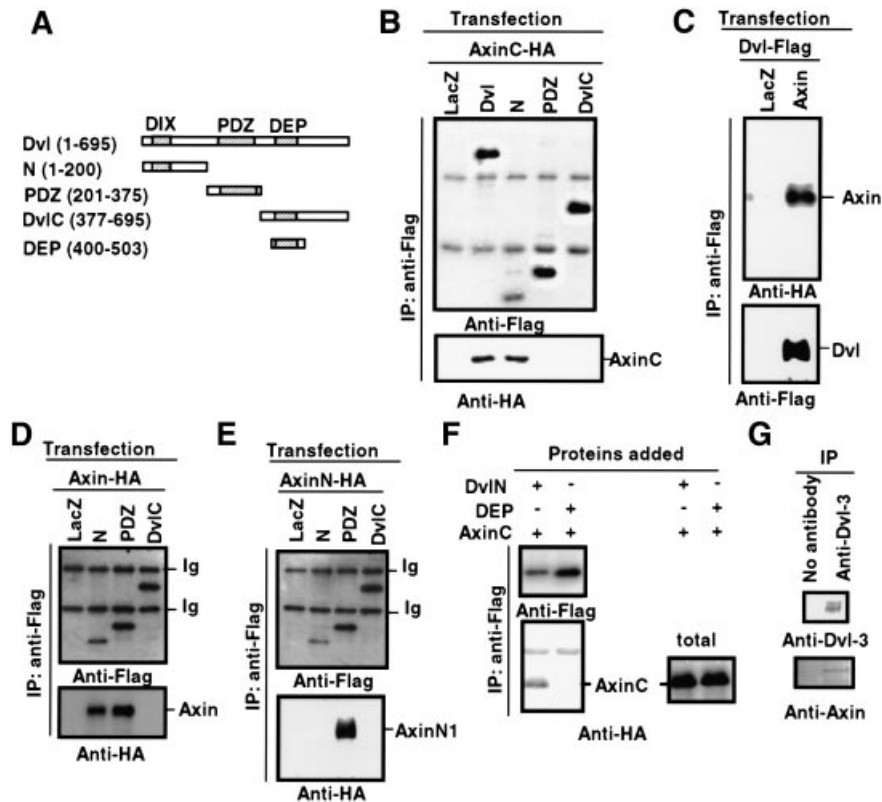 A
DIX PDZ DEP
Dvl (1-695)
N (1-200)
PDZ (201-375)
DvlC (377-695)
DEP (400-503)
B
Transfection
AxinC-HA
LacZ
Dvl
N
PDZ
DvlC
IP: anti-Flag
Anti-Flag
AxinC
Anti-HA
C
Transfection
Dvl-Flag
LacZ
Axin
IP: anti-Flag
Axin
Anti-HA
Dvl
Anti-Flag
D
Transfection
Axin-HA
LacZ
N
PDZ
DvlC
IP: anti-Flag
Ig
Ig
Anti-Flag
Axin
Anti-HA
E
Transfection
AxinN-HA
LacZ
N
PDZ
DvlC
IP: anti-Flag
Ig
Ig
Anti-Flag
AxinN1
Anti-HA
F
Proteins added
DvlN + - + -
DEP - + - +
AxinC + + + +
IP: anti-Flag
Anti-Flag
total
AxinC
Anti-HA
G
IP
No antibody
Anti-Dvl-3
Anti-Dvl-3
Anti-Axin